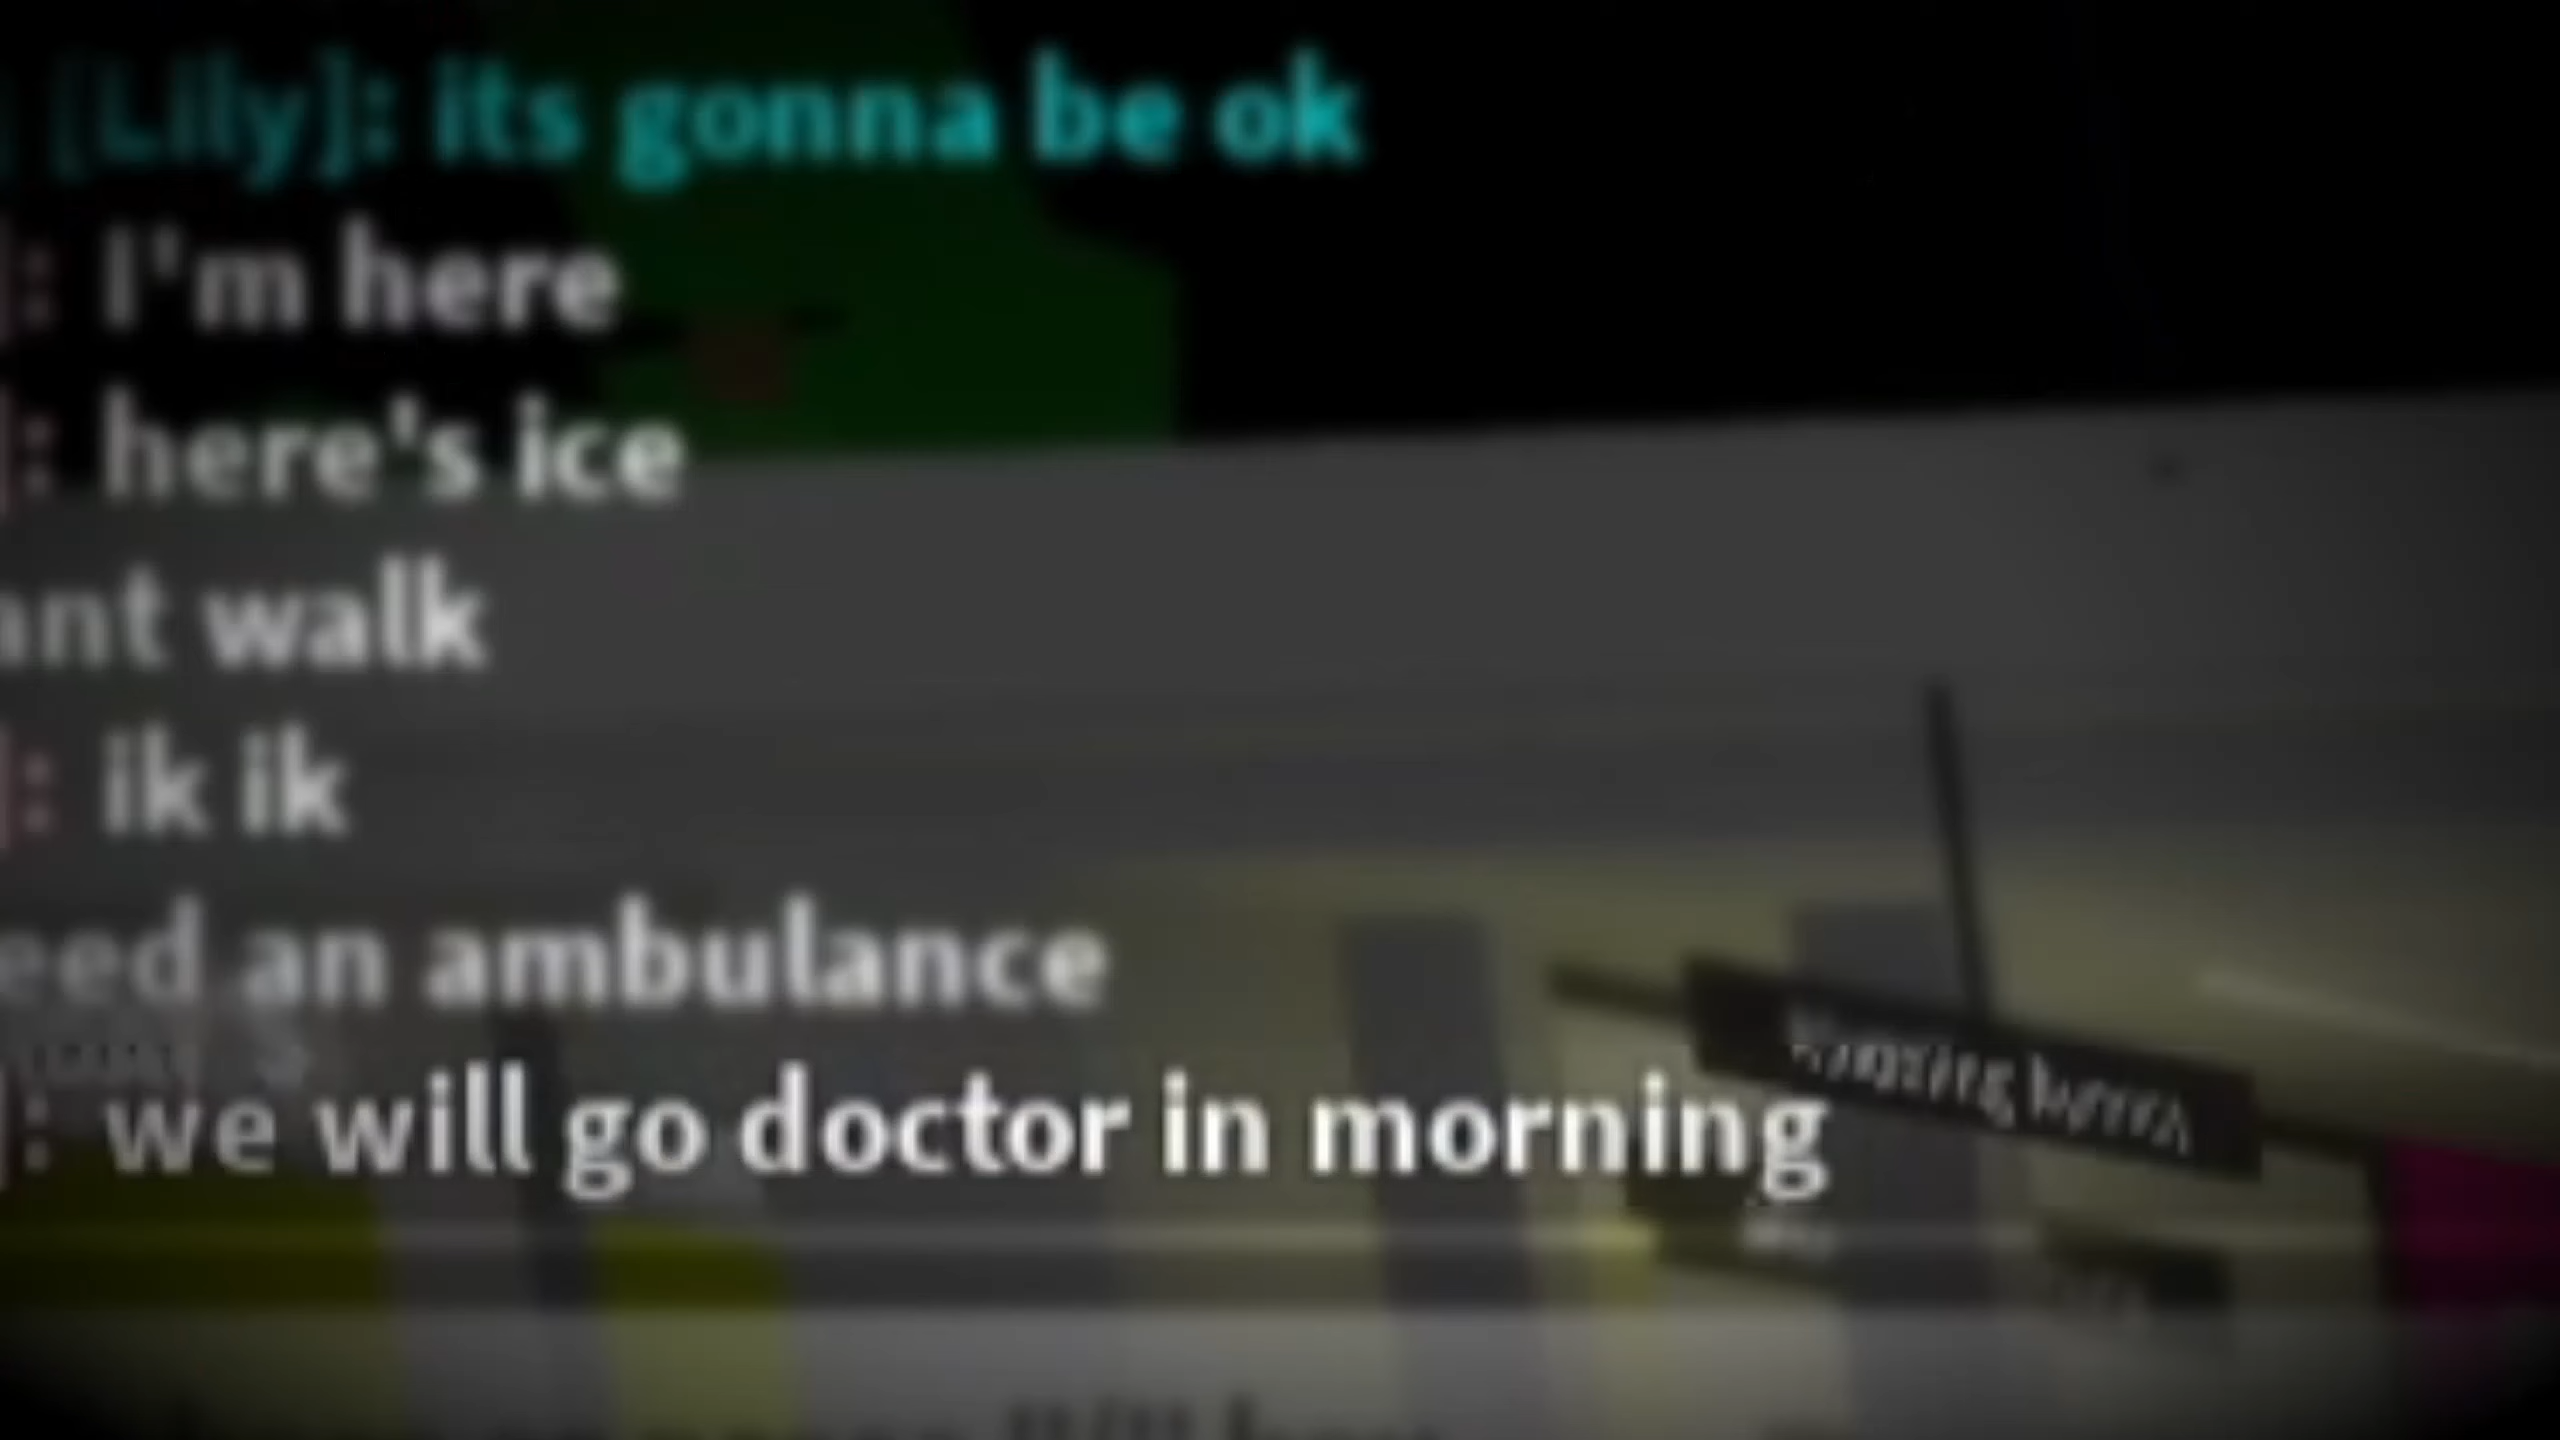 [Lily]: its gonna be ok
: I'm here
: here's ice
ant walk
: ik ik
eed an ambulance
: we will go doctor in morning